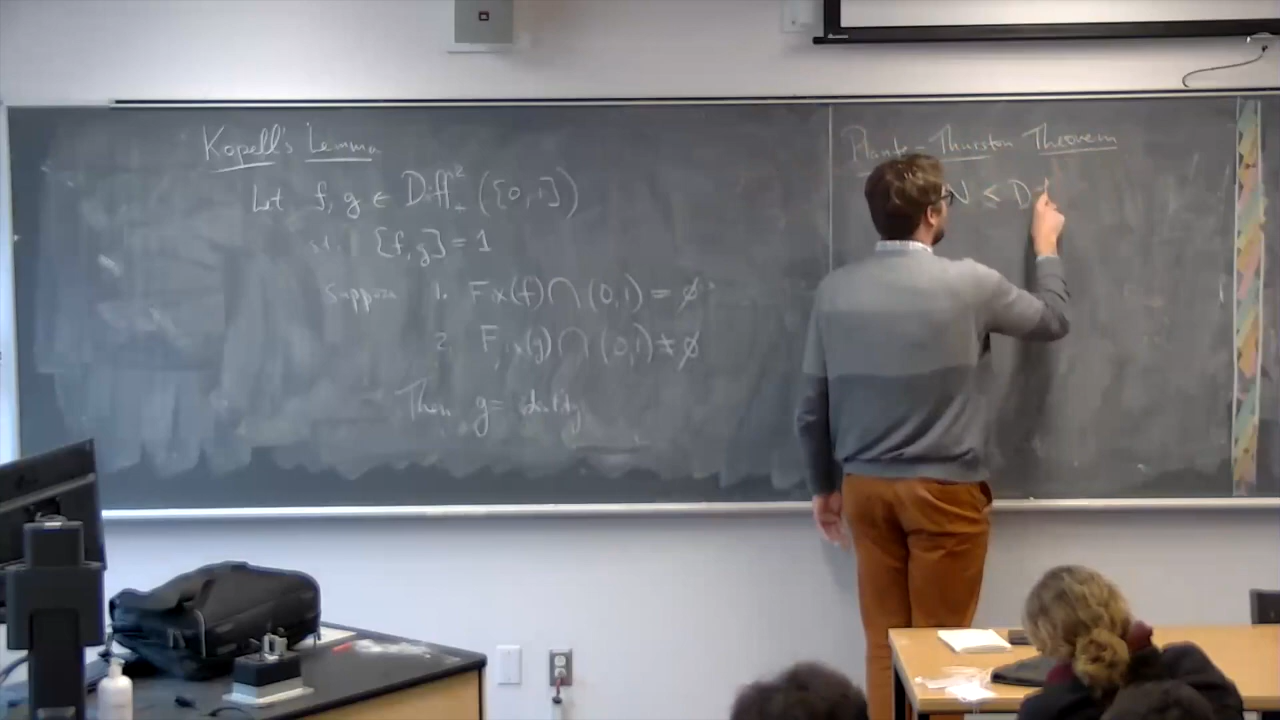 Kopell's Lemma
Let f, g ∈ Diff²₊ ([0,1])
s.t. [f,g] = 1
Suppose 1. Fix(f) ∩ (0,1) = ∅
2. Fix(g) ∩ (0,1) ≠ ∅
Then g = identity
Plante-Thurston Theorem
N < D